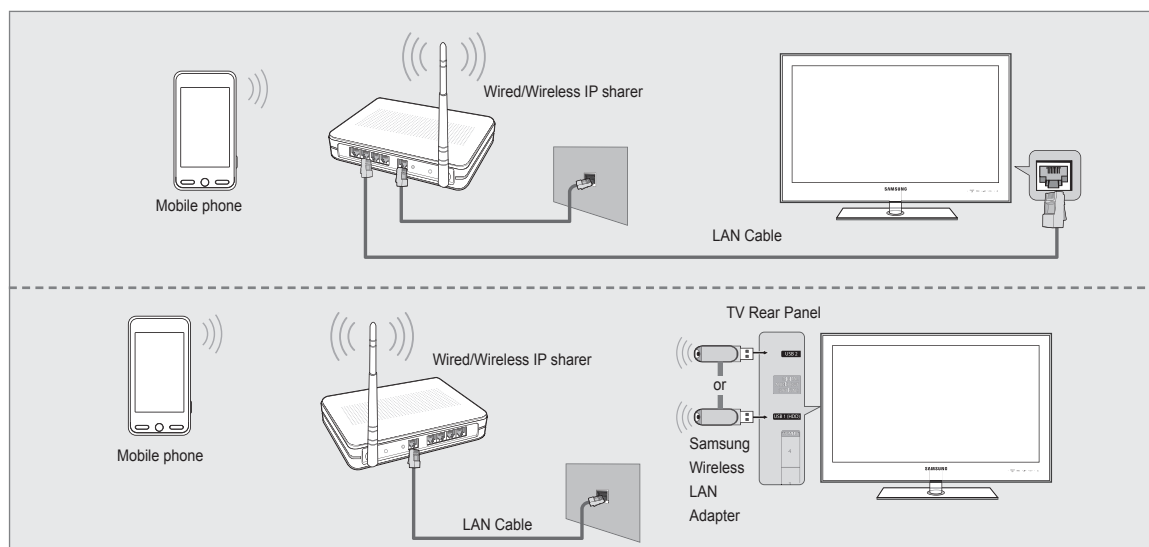 Wired/Wireless IP sharer
Mobile phone
SAMSUNG
LAN Cable
TV Rear Panel
Wired/Wireless IP sharer
USB 2
or
USB 1 (HDD)
Samsung
Wireless
LAN
Adapter
Mobile phone
SAMSUNG
LAN Cable